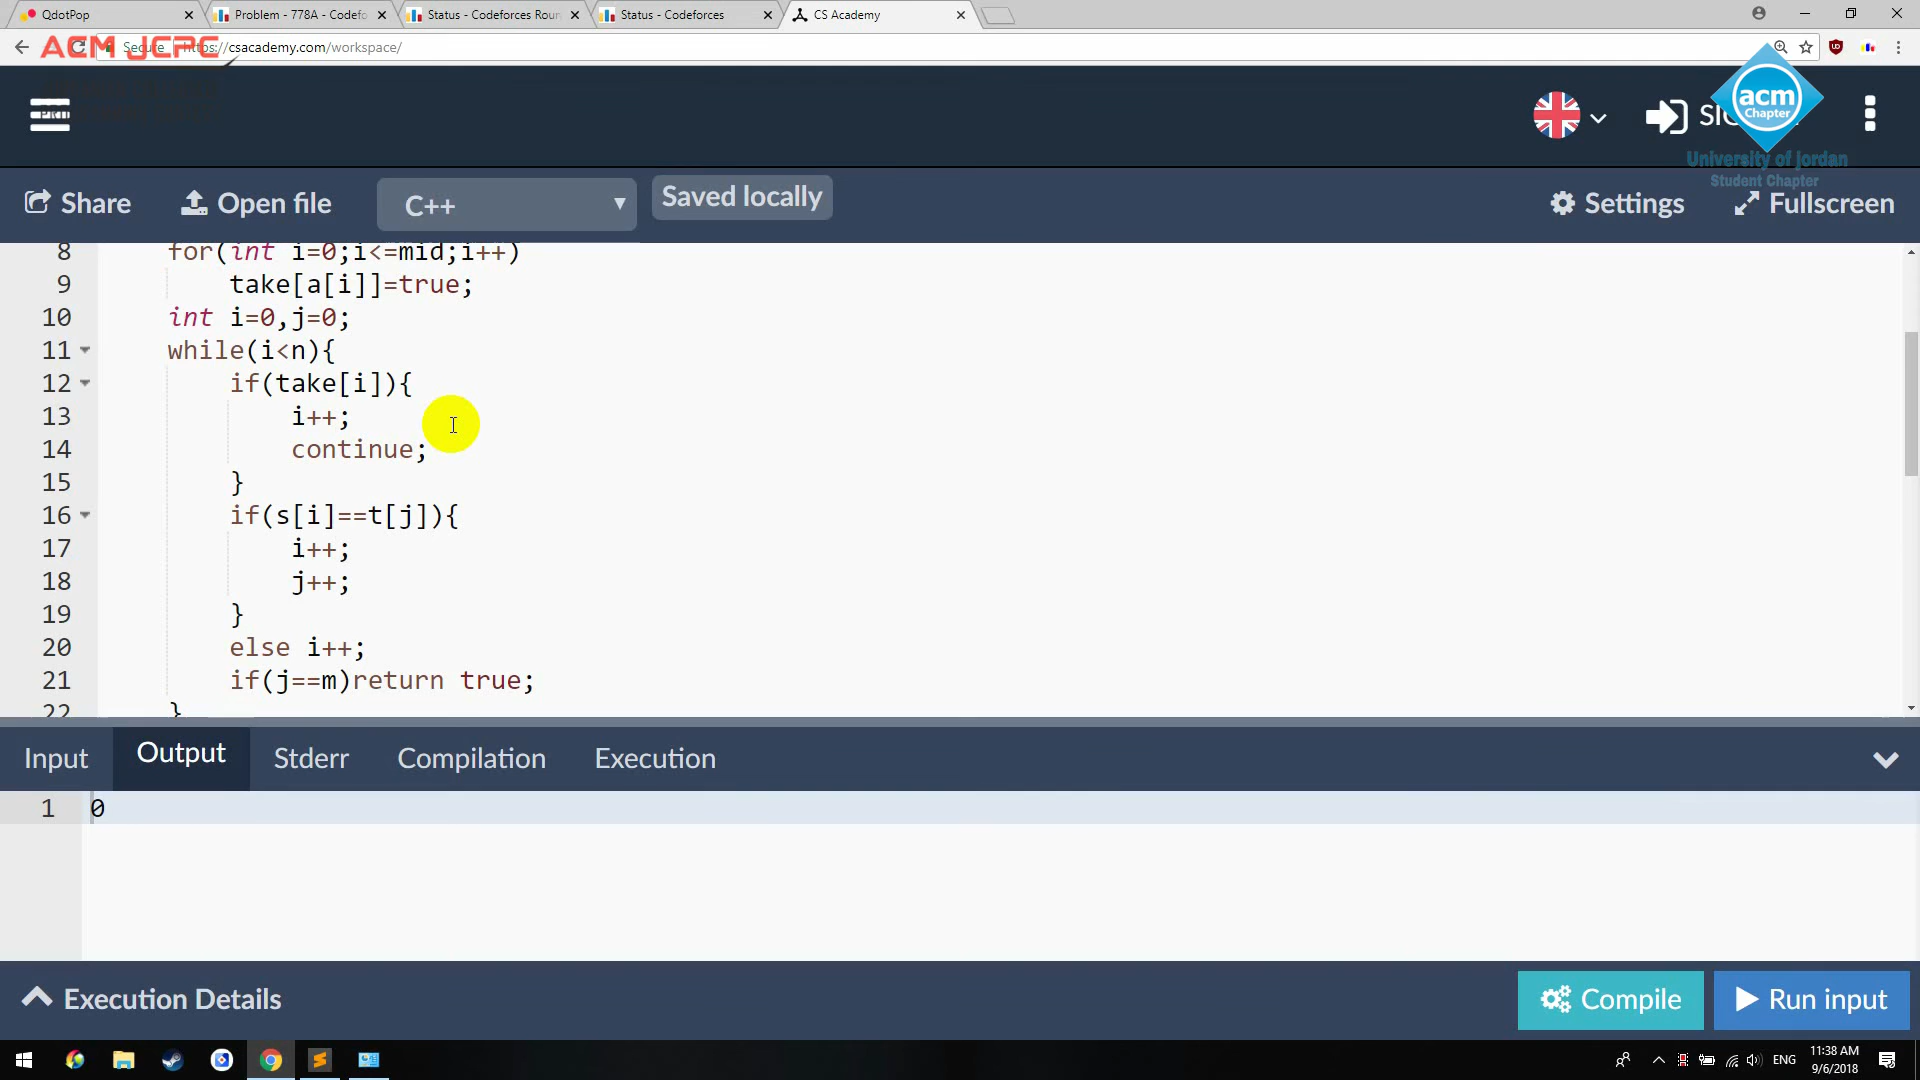 QdotPop
Problem - 778A - Codefo
Status - Codeforces Roun
Status - Codeforces
CS Academy
ACM JCPC
Secure
https://csacademy.com/workspace/
acm
Chapter
University of jordan
Student Chapter
Share
Open file
C++
Saved locally
Settings
Fullscreen
8 for(int i=0;i<=mid;i++)
9 take[a[i]]=true;
10 int i=0,j=0;
11 while(i<n){
12 if(take[i]){
13 i++;
14 continue;
15 }
16 if(s[i]==t[j]){
17 i++;
18 j++;
19 }
20 else i++;
21 if(j==m)return true;
22 }
Input
Output
Stderr
Compilation
Execution
1 0
Execution Details
Compile
Run input
ENG
11:38 AM
9/6/2018